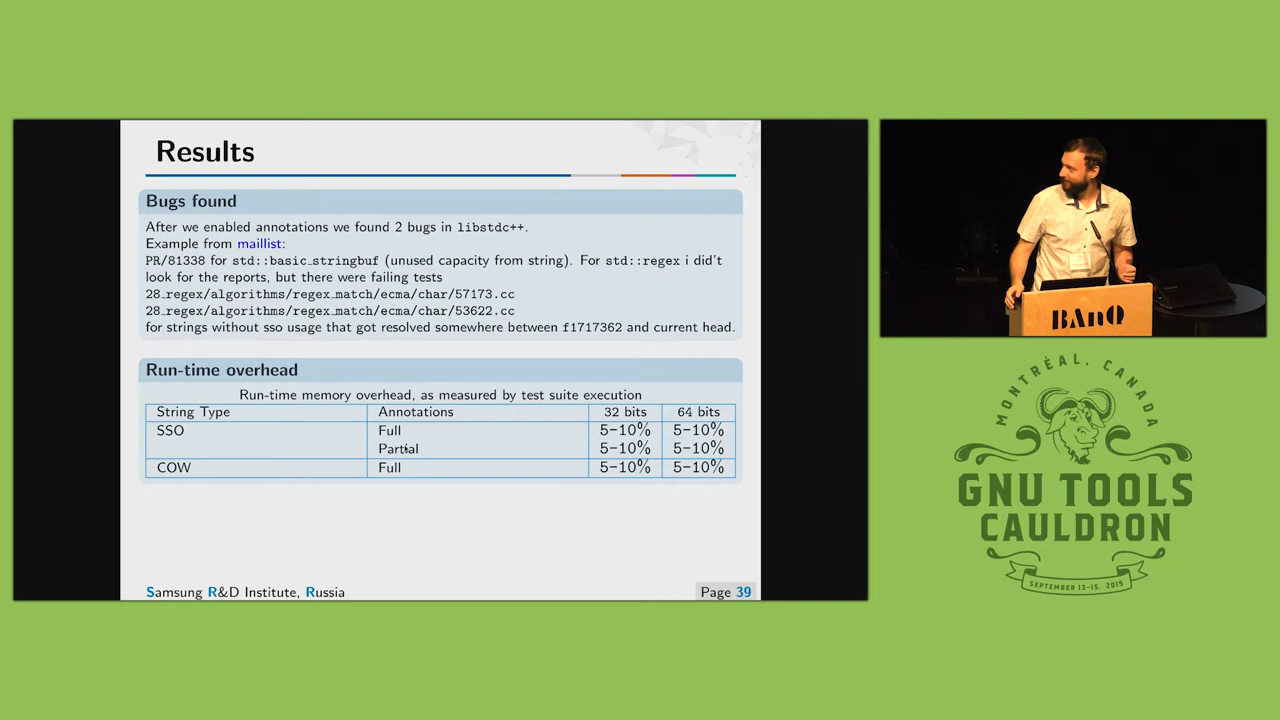 Results
Bugs found
After we enabled annotations we found 2 bugs in libstdc++.
Example from maillist:
PR/81338 for std::basic_stringbuf (unused capacity from string). For std::regex i did't
look for the reports, but there were failing tests
28_regex/algorithms/regex_match/ecma/char/57173.cc
28_regex/algorithms/regex_match/ecma/char/53622.cc
for strings without sso usage that got resolved somewhere between f1717362 and current head.
Run-time overhead
Run-time memory overhead, as measured by test suite execution
String Type Annotations 32 bits 64 bits
SSO Full 5-10% 5-10%
Partial 5-10% 5-10%
COW Full 5-10% 5-10%
Samsung R&D Institute, Russia
Page 39
BAnQ
MONTRÉAL, CANADA
GNU TOOLS
CAULDRON
SEPTEMBER 13-15, 2019